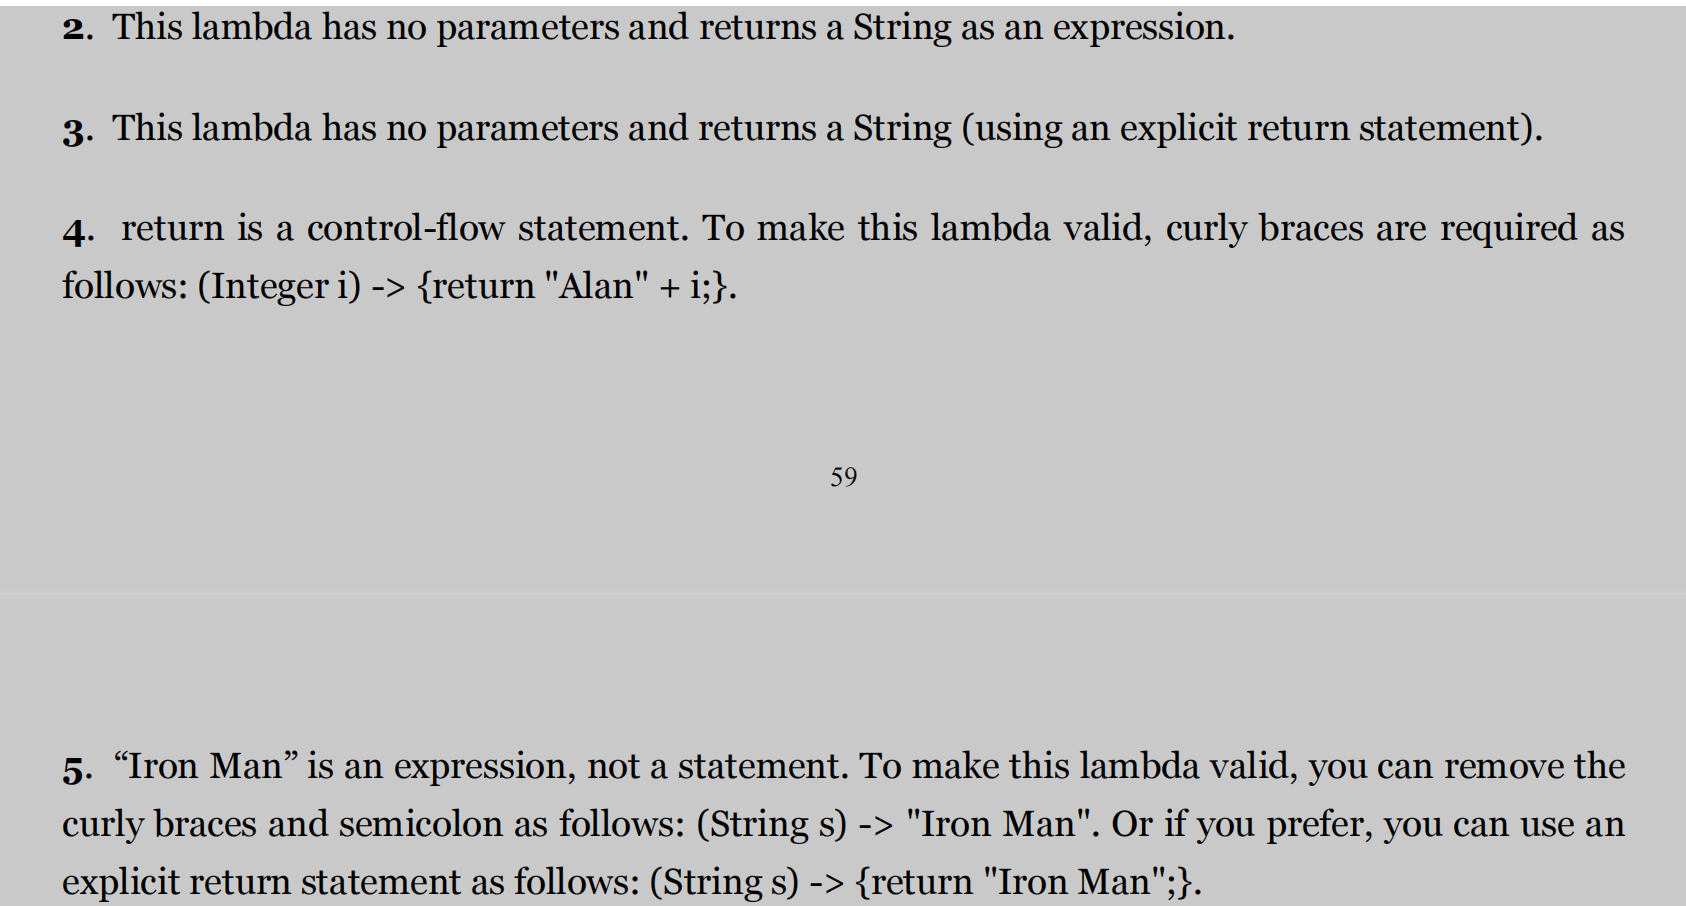 2. This lambda has no parameters and returns a String as an expression.
3. This lambda has no parameters and returns a String (using an explicit return statement).
4. return is a control-flow statement. To make this lambda valid, curly braces are required as
follows: (Integer i) -> {return "Alan" + i;}.
59
5. “Iron Man” is an expression, not a statement. To make this lambda valid, you can remove the
curly braces and semicolon as follows: (String s) -> "Iron Man". Or if you prefer, you can use an
explicit return statement as follows: (String s) -> {return "Iron Man";}.